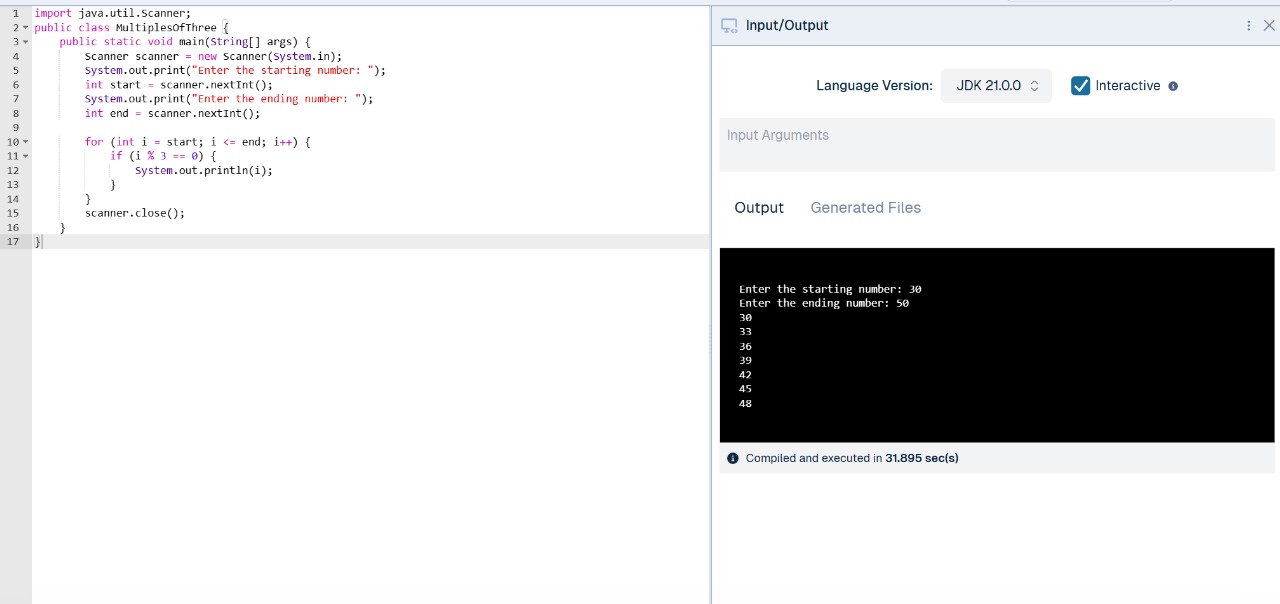 1 import java.util.Scanner;
2 public class MultiplesOfThree {
3     public static void main(String[] args) {
4         Scanner scanner = new Scanner(System.in);
5         System.out.print("Enter the starting number: ");
6         int start = scanner.nextInt();
7         System.out.print("Enter the ending number: ");
8         int end = scanner.nextInt();
9
10         for (int i = start; i <= end; i++) {
11             if (i % 3 == 0) {
12                 System.out.println(i);
13             }
14         }
15         scanner.close();
16     }
17 }
Input/Output
Language Version: JDK 21.0.0 Interactive
Input Arguments
Output Generated Files
Enter the starting number: 30
Enter the ending number: 50
30
33
36
39
42
45
48
Compiled and executed in 31.895 sec(s)